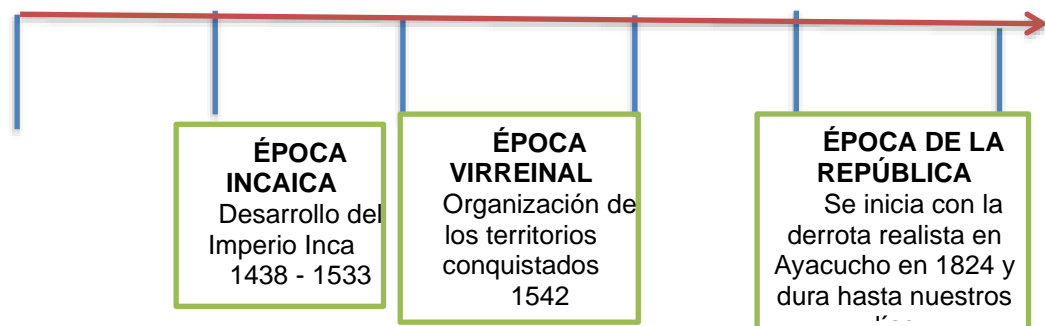 ÉPOCA
INCAICA
Desarrollo del
Imperio Inca
1438 - 1533
ÉPOCA
VIRREINAL
Organización de
los territorios
conquistados
1542
ÉPOCA DE LA
REPÚBLICA
Se inicia con la
derrota realista en
Ayacucho en 1824 y
dura hasta nuestros